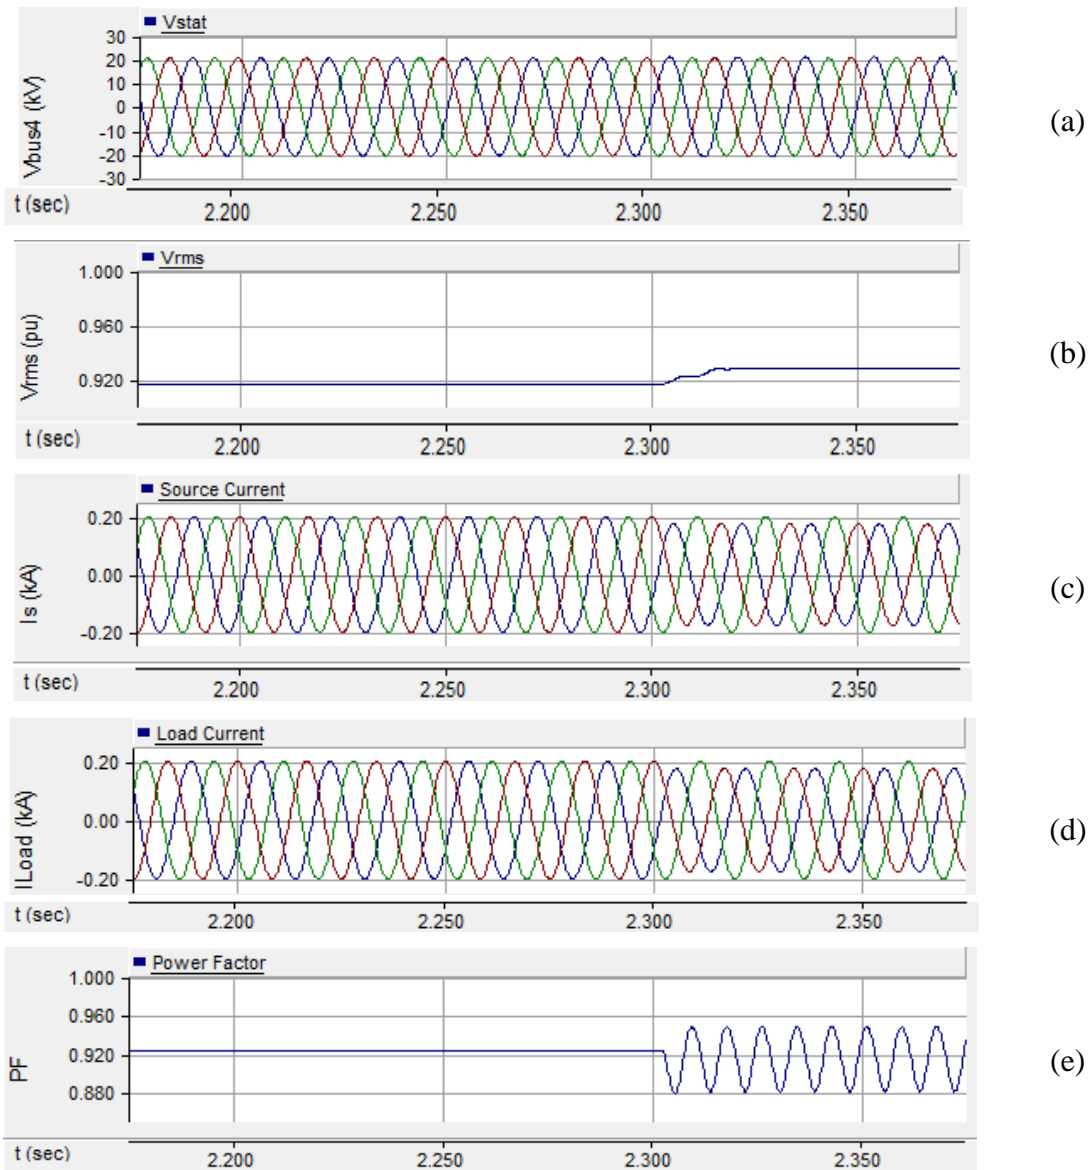 Vstat
30
20
10
0
-10
-20
-30
Vbus4 (kV)
(a)
t (sec) 2.200 2.250 2.300 2.350
Vrms
1.000
0.960
0.920
Vrms (pu)
(b)
t (sec) 2.200 2.250 2.300 2.350
Source Current
0.20
0.00
-0.20
Is (kA)
(c)
t (sec) 2.200 2.250 2.300 2.350
Load Current
0.20
0.00
-0.20
ILoad (kA)
(d)
t (sec) 2.200 2.250 2.300 2.350
Power Factor
1.000
0.960
0.920
0.880
PF
(e)
t (sec) 2.200 2.250 2.300 2.350